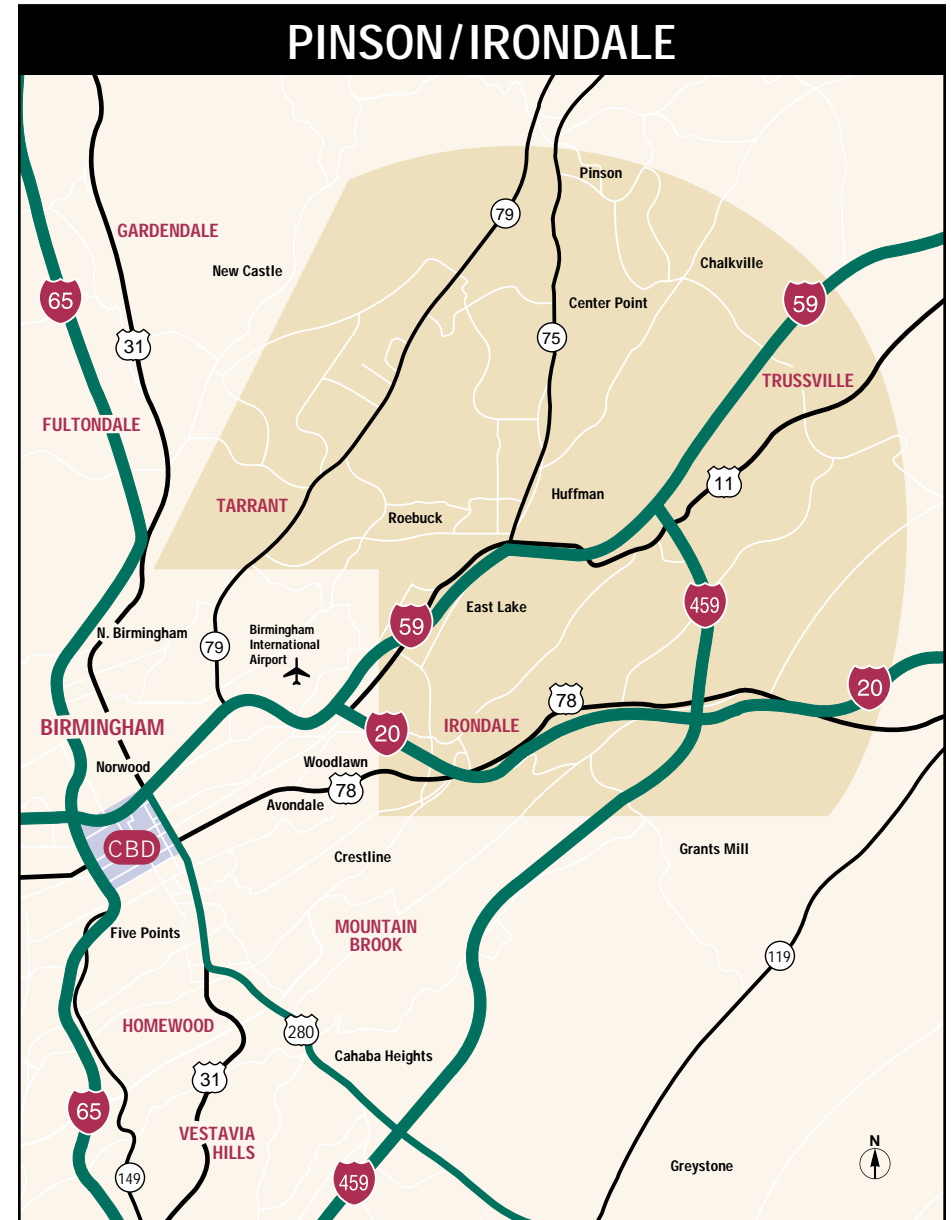 PINSON/IRONDALE
Pinson
79
GARDENDALE
Chalkville
New Castle
65
59
Center Point
31
75
TRUSSVILLE
FULTONDALE
11
Huffman
TARRANT
Roebuck
459
East Lake
59
N. Birmingham
Birmingham
International
Airport
79
20
78
BIRMINGHAM
IRONDALE
20
Woodlawn
Norwood
78
Avondale
CBD
Grants Mill
Crestline
MOUNTAIN
BROOK
Five Points
119
HOMEWOOD
280
Cahaba Heights
31
65
VESTAVIA
HILLS
N
Greystone
149
459